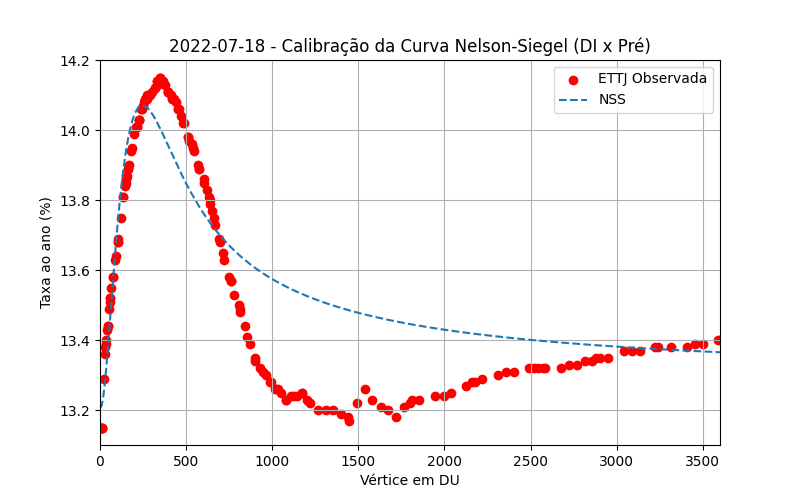 2022-07-18 - Calibração da Curva Nelson-Siegel (DI x Pré)
14.2
14.0
13.8
13.6
13.4
13.2
Taxa ao ano (%)
ETTJ Observada
NSS
0 500 1000 1500 2000 2500 3000 3500
Vértice em DU